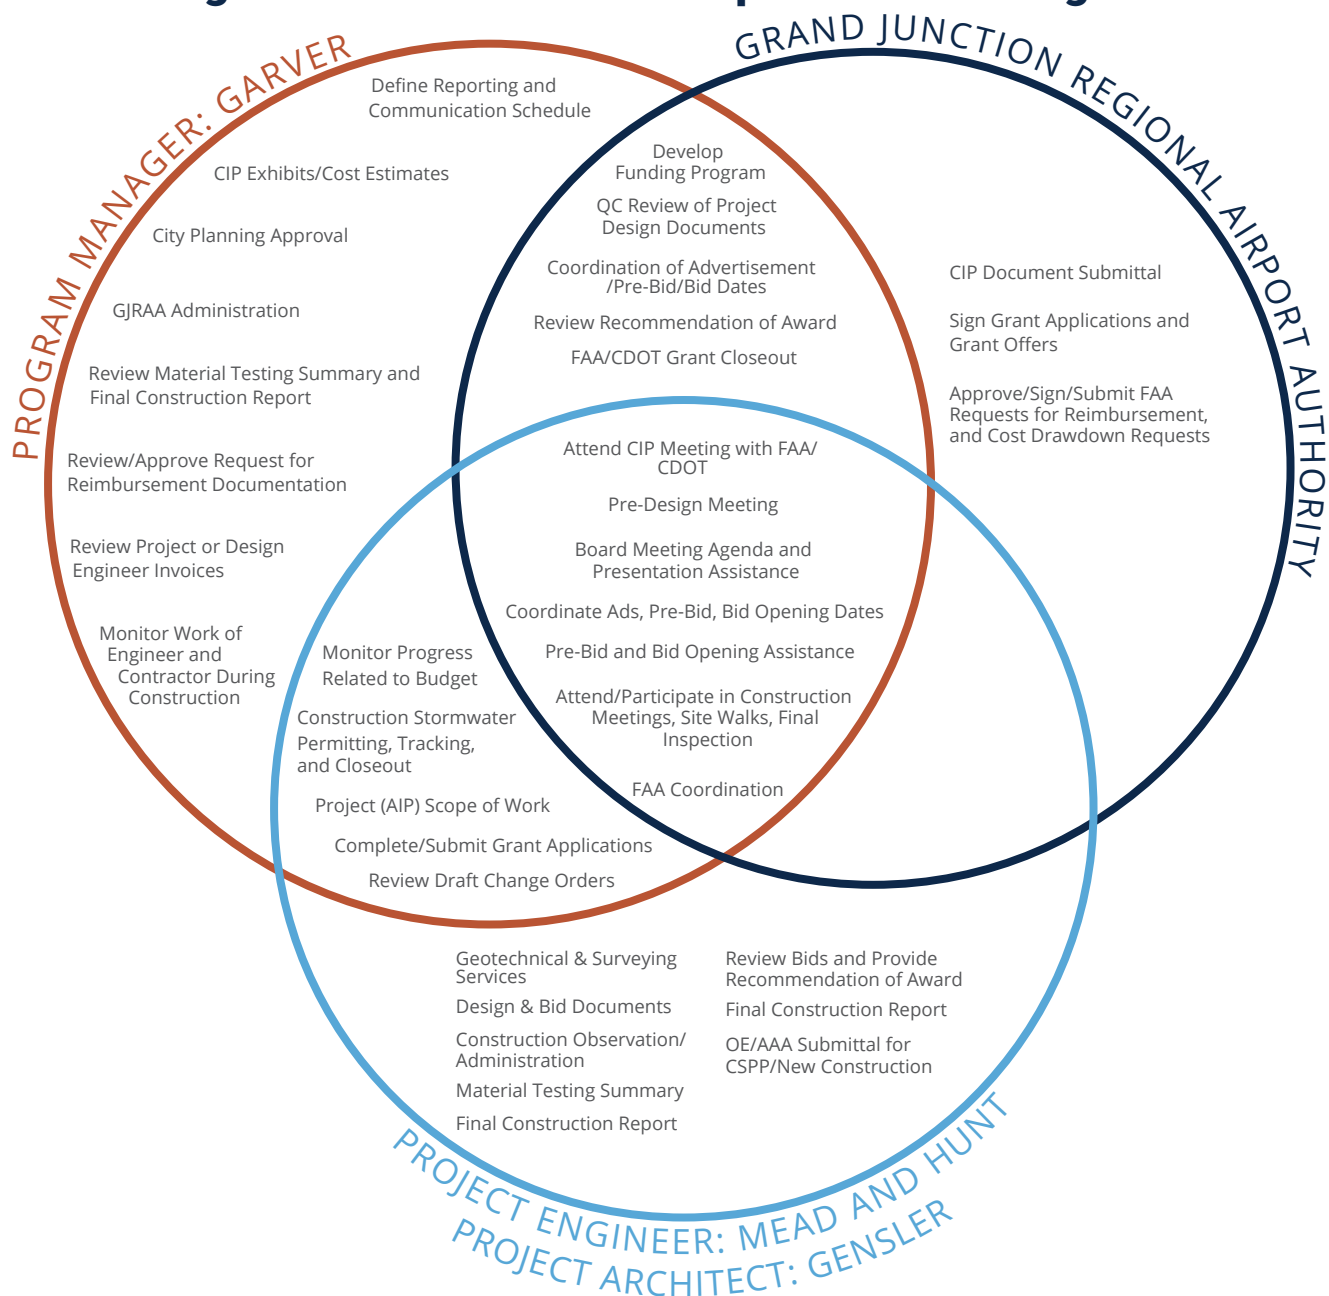 PROGRAM MANAGER: GARVER
GRAND JUNCTION REGIONAL AIRPORT AUTHORITY
Define Reporting and
Communication Schedule
CIP Exhibits/Cost Estimates
City Planning Approval
GJRAA Administration
Review Material Testing Summary and
Final Construction Report
Review/Approve Request for
Reimbursement Documentation
Review Project or Design
Engineer Invoices
Monitor Work of
Engineer and
Contractor During
Construction
Develop
Funding Program
QC Review of Project
Design Documents
Coordination of Advertisement
/Pre-Bid/Bid Dates
Review Recommendation of Award
FAA/CDOT Grant Closeout
CIP Document Submittal
Sign Grant Applications and
Grant Offers
Approve/Sign/Submit FAA
Requests for Reimbursement,
and Cost Drawdown Requests
Attend CIP Meeting with FAA/
CDOT
Pre-Design Meeting
Board Meeting Agenda and
Presentation Assistance
Coordinate Ads, Pre-Bid, Bid Opening Dates
Pre-Bid and Bid Opening Assistance
Attend/Participate in Construction
Meetings, Site Walks, Final
Inspection
FAA Coordination
Monitor Progress
Related to Budget
Construction Stormwater
Permitting, Tracking,
and Closeout
Project (AIP) Scope of Work
Complete/Submit Grant Applications
Review Draft Change Orders
Geotechnical & Surveying
Services
Design & Bid Documents
Construction Observation/
Administration
Material Testing Summary
Final Construction Report
Review Bids and Provide
Recommendation of Award
Final Construction Report
OE/AAA Submittal for
CSPP/New Construction
PROJECT ENGINEER: MEAD AND HUNT
PROJECT ARCHITECT: GENSLER